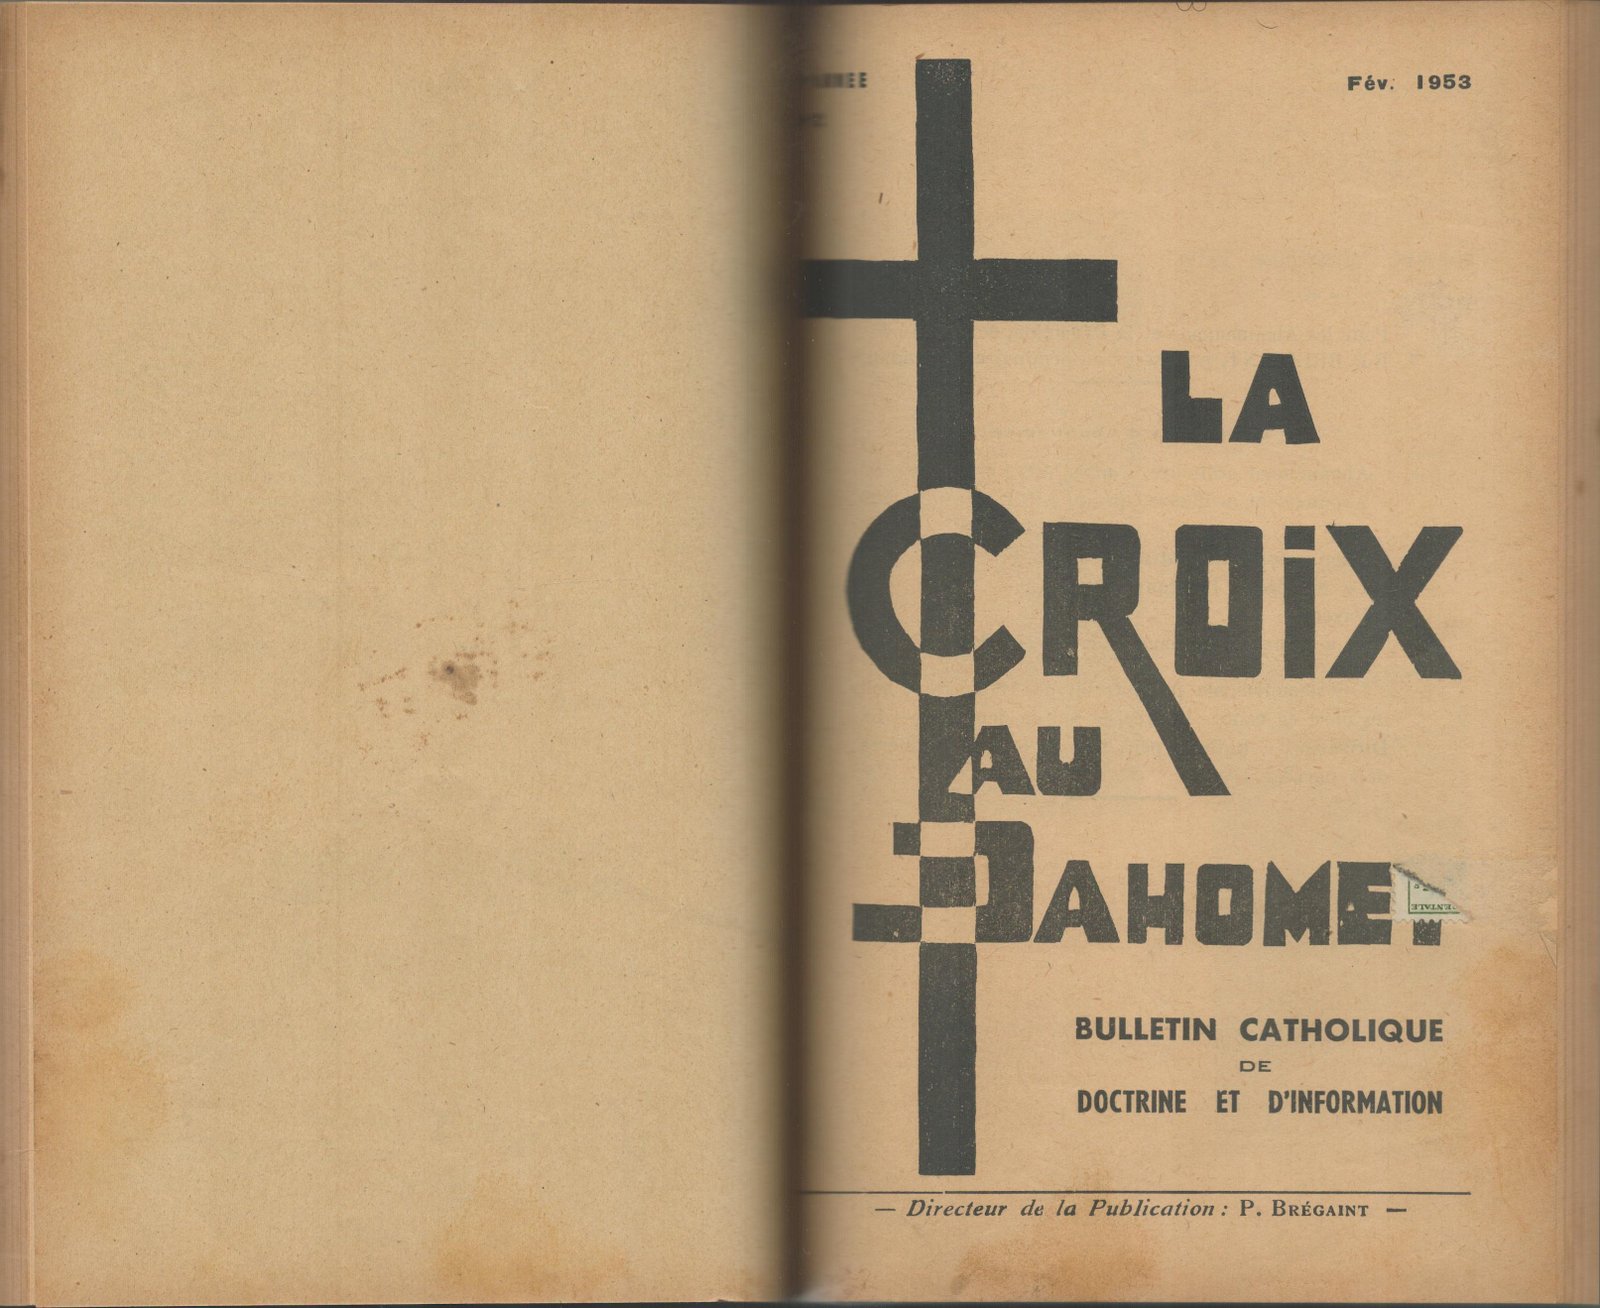 Fév. 1953
LA
CROIX
AU
DAHOMEY
BULLETIN CATHOLIQUE
DE
DOCTRINE ET D'INFORMATION
— Directeur de la Publication : P. BRÉGAINT —